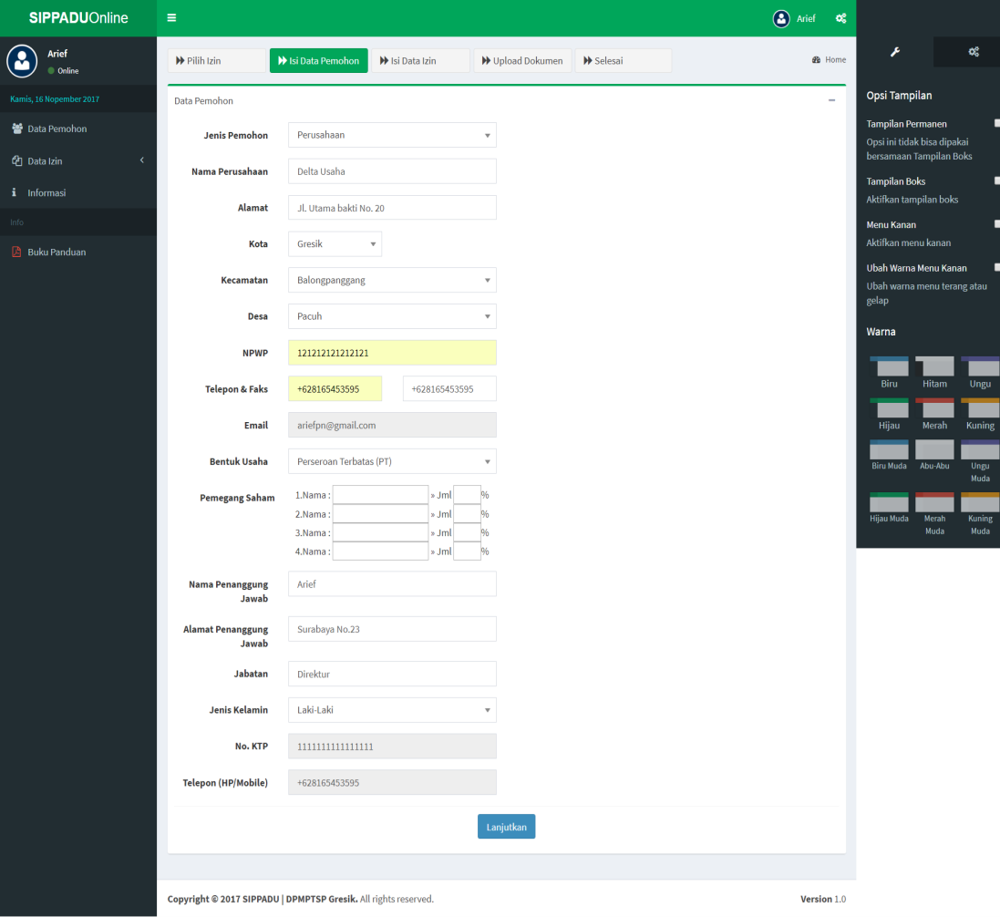 SIPPADUOnline
Arief
Arief
Online
Kamis, 16 Nopember 2017
Data Pemohon
Data Izin
Informasi
Info
Buku Panduan
Pilih Izin
Isi Data Pemohon
Isi Data Izin
Upload Dokumen
Selesai
Home
Data Pemohon
Jenis Pemohon Perusahaan
Nama Perusahaan Delta Usaha
Alamat Jl. Utama bakti No. 20
Kota Gresik
Kecamatan Balongpanggang
Desa Pacuh
NPWP 121212121212121
Telepon & Faks +628165453595 +628165453595
Email ariefpn@gmail.com
Bentuk Usaha Perseroan Terbatas (PT)
Pemegang Saham 1.Nama : » Jml %
2.Nama : » Jml %
3.Nama : » Jml %
4.Nama : » Jml %
Nama Penanggung Arief
Jawab
Alamat Penanggung Surabaya No.23
Jawab
Jabatan Direktur
Jenis Kelamin Laki-Laki
No. KTP 1111111111111111
Telepon (HP/Mobile) +628165453595
Lanjutkan
Copyright © 2017 SIPPADU | DPMPTSP Gresik. All rights reserved.
Version 1.0
Opsi Tampilan
Tampilan Permanen
Opsi ini tidak bisa dipakai
bersamaan Tampilan Boks
Tampilan Boks
Aktifkan tampilan boks
Menu Kanan
Aktifkan menu kanan
Ubah Warna Menu Kanan
Ubah warna menu terang atau
gelap
Warna
Biru Hitam Ungu
Hijau Merah Kuning
Biru Muda Abu-Abu Ungu
Muda
Hijau Muda Merah Kuning
Muda Muda